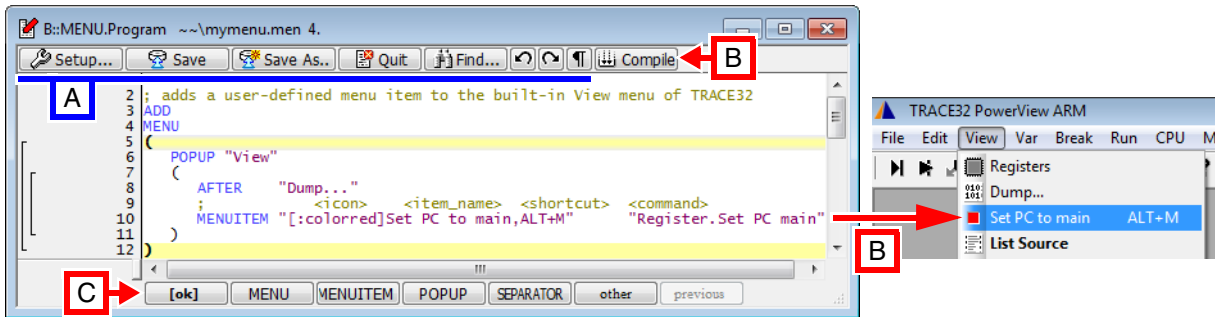 B::MENU.Program ~~\mymenu.men 4.
Setup... Save Save As.. Quit Find... ¶ Compile
B
A
2 ; adds a user-defined menu item to the built-in View menu of TRACE32
3 ADD
4 MENU
5 (
6 POPUP "View"
7 (
8 AFTER "Dump..."
9 ; <icon> <item_name> <shortcut> <command>
10 MENUITEM "[:colorred]Set PC to main,ALT+M" "Register.Set PC main"
11 )
12 )
C
[ok] MENU MENUITEM POPUP SEPARATOR other previous
B
TRACE32 PowerView ARM
File Edit View Var Break Run CPU M
Registers
Dump...
Set PC to main ALT+M
List Source